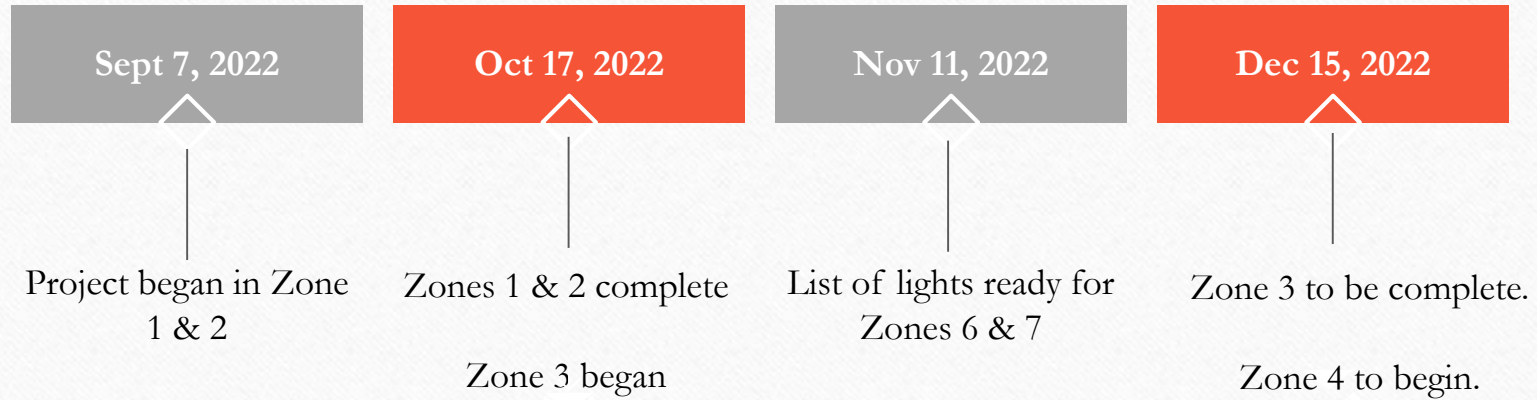 Sept 7, 2022
Oct 17, 2022
Nov 11, 2022
Dec 15, 2022
Project began in Zone
1 & 2
Zones 1 & 2 complete
Zone 3 began
List of lights ready for
Zones 6 & 7
Zone 3 to be complete.
Zone 4 to begin.